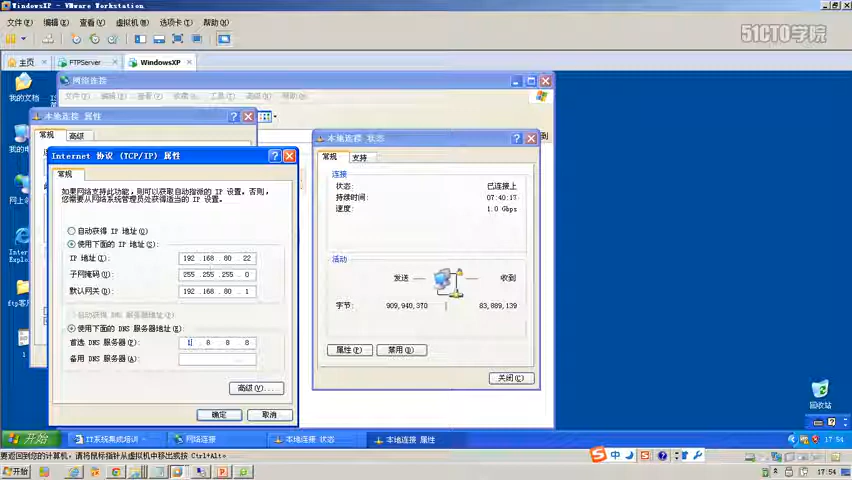 WindowsXP - VMware Workstation
文件(F) 编辑(E) 查看(V) 虚拟机(M) 选项卡(T) 帮助(H)
51CTO学院
主页 FTPServer WindowsXP
我的文档
网络连接
本地连接 属性
常规 高级
Internet 协议 (TCP/IP) 属性
常规
如果网络支持此功能，则可以获取自动指派的 IP 设置。否则，
您需要从网络系统管理员处获得适当的 IP 设置。
自动获得 IP 地址(O)
使用下面的 IP 地址(S):
IP 地址(I): 192 .168 . 80 . 22
子网掩码(U): 255 .255 .255 . 0
默认网关(D): 192 .168 . 80 . 1
自动获得 DNS 服务器地址(B)
使用下面的 DNS 服务器地址(E):
首选 DNS 服务器(P): 1 . 8 . 8 . 8
备用 DNS 服务器(A):
高级(V)...
确定 取消
本地连接 状态
常规 支持
连接
状态: 已连接上
持续时间: 07:40:17
速度: 1.0 Gbps
活动
发送 收到
字节: 909,940,370 83,889,139
属性(P) 禁用(D)
关闭(C)
回收站
开始 IT系统集成培训 网络连接 本地连接 状态 本地连接 属性 17:54
要返回到您的计算机，请将鼠标指针从虚拟机中移出或按 Ctrl+Alt。
中
开始 17:54